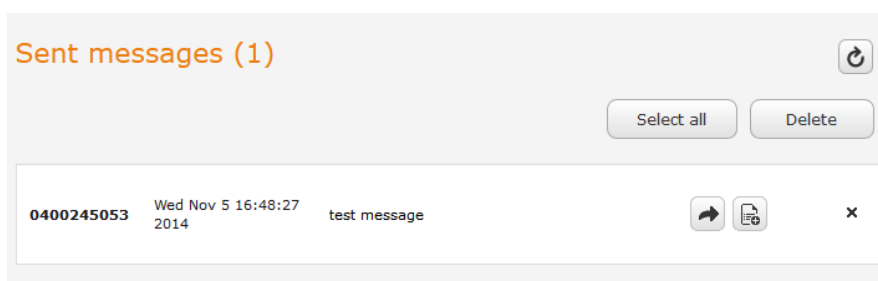 Sent messages (1)
Select all
Delete
0400245053
Wed Nov 5 16:48:27
2014
test message